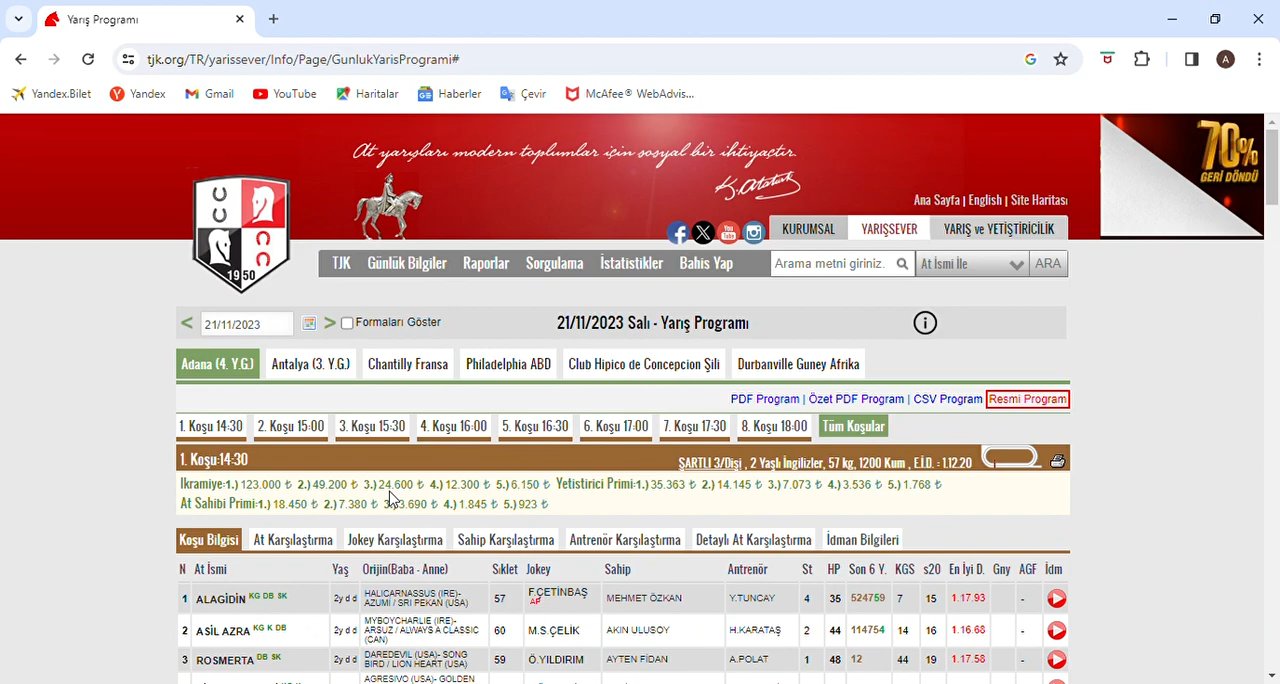 Yarış Programı
tjk.org/TR/yarissever/Info/Page/GunlukYarisProgrami#
A
Yandex.Bilet Yandex Gmail YouTube Haritalar Haberler Çevir McAfee® WebAdvis...
At yarışları modern toplumlar için sosyal bir ihtiyaçtır.
K. Atatürk
70%
GERİ DÖNDÜ
1950
Ana Sayfa | English | Site Haritası
KURUMSAL YARIŞSEVER YARIŞ ve YETİŞTİRİCİLİK
TJK Günlük Bilgiler Raporlar Sorgulama İstatistikler Bahis Yap Arama metni giriniz. At İsmi İle ARA
21/11/2023 Formaları Göster 21/11/2023 Salı - Yarış Programı
Adana (4. Y.G.) Antalya (3. Y.G.) Chantilly Fransa Philadelphia ABD Club Hipico de Concepcion Şili Durbanville Guney Afrika
PDF Program | Özet PDF Program | CSV Program Resmi Program
1. Koşu 14:30 2. Koşu 15:00 3. Koşu 15:30 4. Koşu 16:00 5. Koşu 16:30 6. Koşu 17:00 7. Koşu 17:30 8. Koşu 18:00 Tüm Koşular
1. Koşu:14:30 ŞARTLI 3/Dişi , 2 Yaşlı İngilizler, 57 kg, 1200 Kum , E.İ.D. : 1.12.20
Ikramiye:1.) 123.000 ₺ 2.) 49.200 ₺ 3.) 24.600 ₺ 4.) 12.300 ₺ 5.) 6.150 ₺ Yetistirici Primi:1.) 35.363 ₺ 2.) 14.145 ₺ 3.) 7.073 ₺ 4.) 3.536 ₺ 5.) 1.768 ₺
At Sahibi Primi:1.) 18.450 ₺ 2.) 7.380 ₺ 3.690 ₺ 4.) 1.845 ₺ 5.) 923 ₺
Koşu Bilgisi At Karşılaştırma Jokey Karşılaştırma Sahip Karşılaştırma Antrenör Karşılaştırma Detaylı At Karşılaştırma İdman Bilgileri
N At İsmi Yaş Orijin(Baba - Anne) Sıklet Jokey Sahip Antrenör St HP Son 6 Y. KGS s20 En İyi D. Gny AGF İdm
1 ALAGİDİN KG DB SK 2y d d HALICARNASSUS (IRE)- AZUMİ / SRI PEKAN (USA) 57 F.ÇETİNBAŞ AP MEHMET ÖZKAN Y.TUNCAY 4 35 524759 7 15 1.17.93 -
2 ASİL AZRA KG K DB 2y d d MYBOYCHARLIE (IRE)- ARSUZ / ALWAYS A CLASSIC (CAN) 60 M.S.ÇELİK AKIN ULUSOY H.KARATAŞ 2 44 114754 14 16 1.16.68 -
3 ROSMERTA DB SK 2y d d DAREDEVIL (USA)- SONG BIRD / LION HEART (USA) 59 Ö.YILDIRIM AYTEN FİDAN A.POLAT 1 48 12 44 19 1.17.58 -
AGRESIVO (USA)- GOLDEN